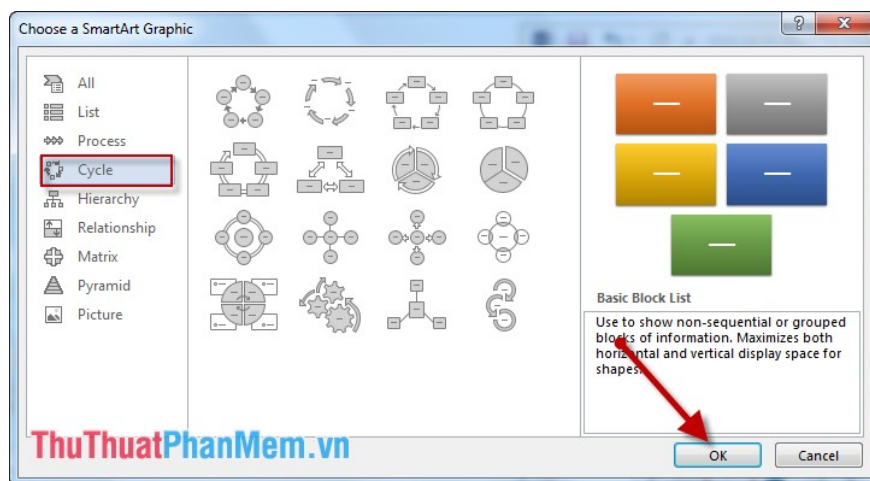 Choose a SmartArt Graphic
All
List
Process
Cycle
Hierarchy
Relationship
Matrix
Pyramid
Picture
Basic Block List
Use to show non-sequential or grouped
blocks of information. Maximizes both
horizontal and vertical display space for
shapes.
ThuThuatPhanMem.vn
OK
Cancel